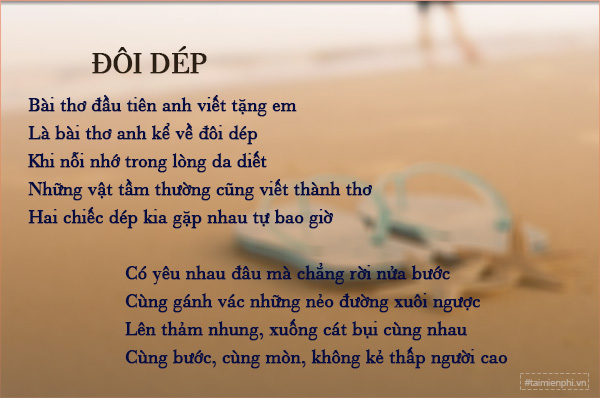 ĐÔI DÉP
Bài thơ đầu tiên anh viết tặng em
Là bài thơ anh kể về đôi dép
Khi nỗi nhớ trong lòng da diết
Những vật tầm thường cũng viết thành thơ
Hai chiếc dép kia gặp nhau tự bao giờ
Có yêu nhau đâu mà chẳng rời nửa bước
Cùng gánh vác những nẻo đường xuôi ngược
Lên thảm nhung, xuống cát bụi cùng nhau
Cùng bước, cùng mòn, không kẻ thấp người cao
#taimienphi.vn